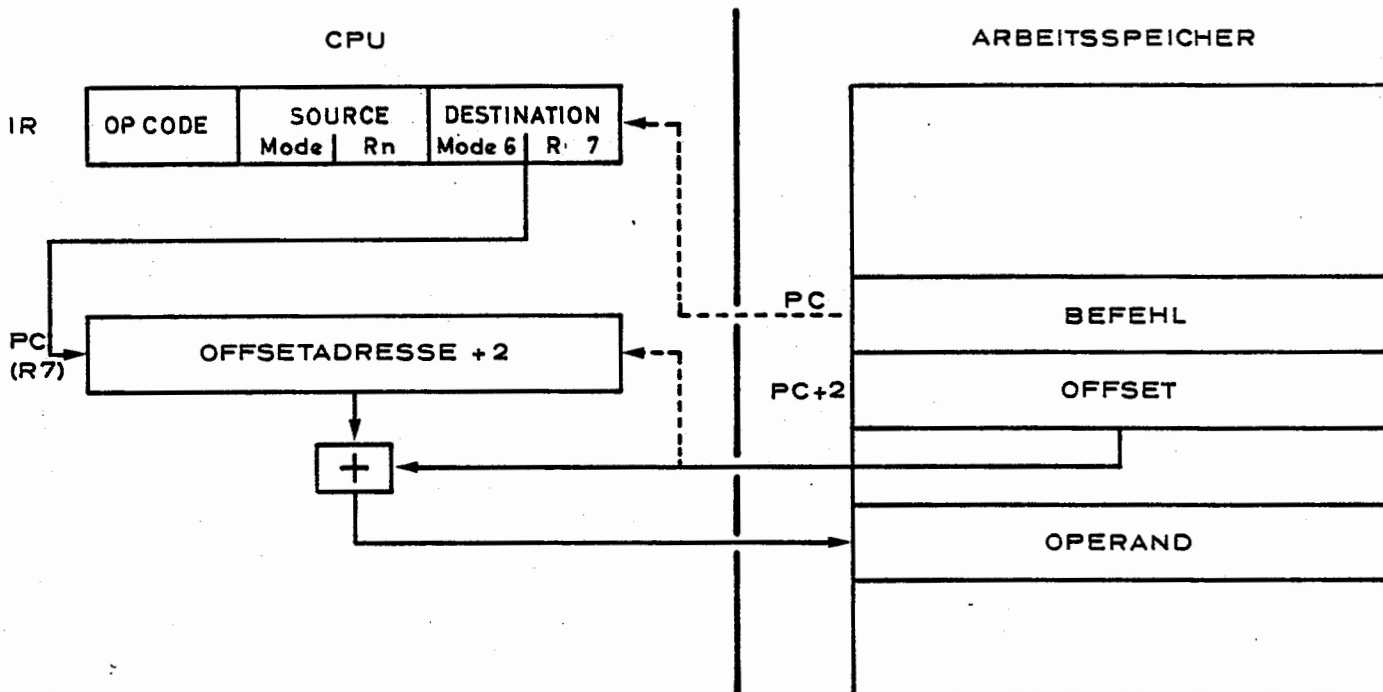 CPU
ARBEITSSPEICHER
IR
OP CODE
SOURCE
DESTINATION
Mode
Rn
Mode 6
R 7
PC
BEFEHL
PC
(R7)
OFFSETADRESSE +2
PC+2
OFFSET
+
OPERAND